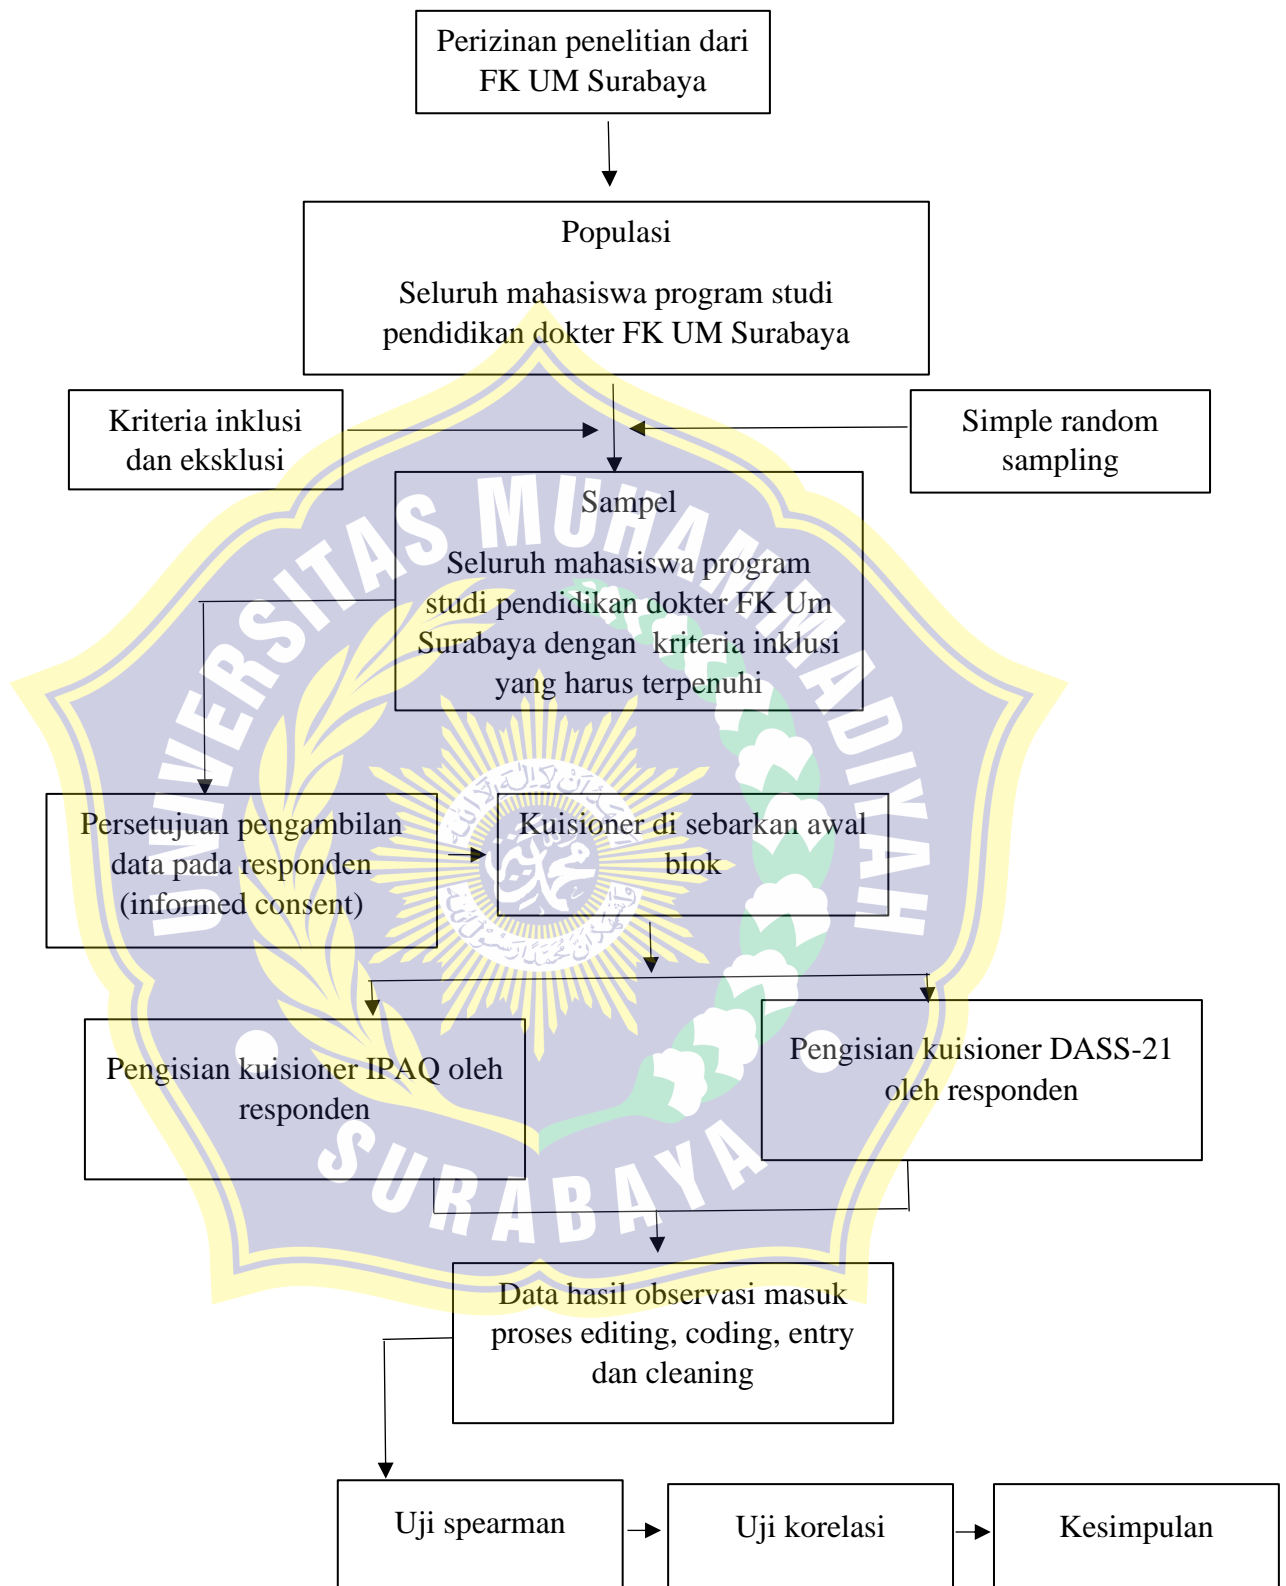 Perizinan penelitian dari
FK UM Surabaya
Populasi
Seluruh mahasiswa program studi
pendidikan dokter FK UM Surabaya
Kriteria inklusi
dan eksklusi
Simple random
sampling
Sampel
Seluruh mahasiswa program
studi pendidikan dokter FK Um
Surabaya dengan kriteria inklusi
yang harus terpenuhi
Persetujuan pengambilan
data pada responden
(informed consent)
Kuisioner di sebarkan awal
blok
Pengisian kuisioner IPAQ oleh
responden
Pengisian kuisioner DASS-21
oleh responden
Data hasil observasi masuk
proses editing, coding, entry
dan cleaning
Uji spearman
Uji korelasi
Kesimpulan
UNIVERSITAS MUHAMMADIYAH
SURABAYA